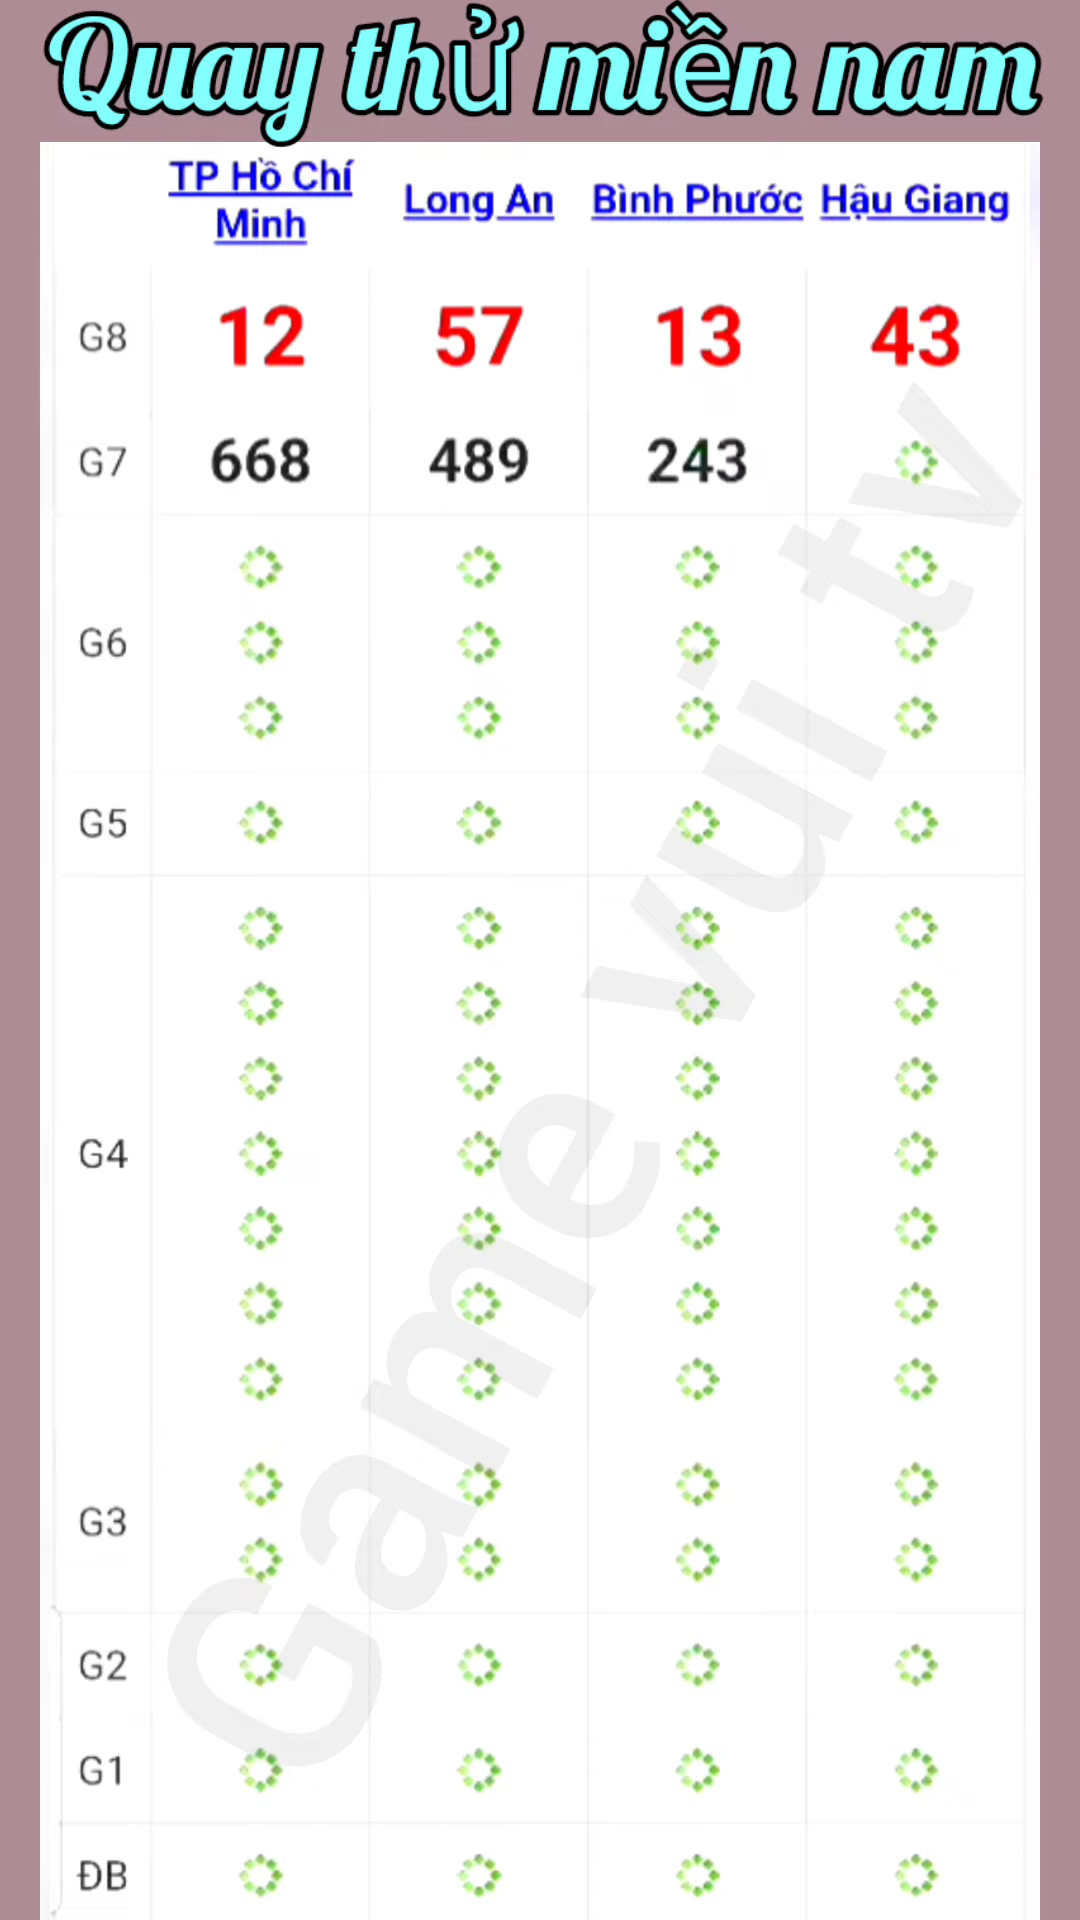 Quay thử miền nam
TP Hồ Chí
Minh
Long An
Bình Phước
Hậu Giang
G8 12 57 13 43
G7 668 489 243
G6
G5
G4
G3
G2
G1
ĐB
Game vui tv